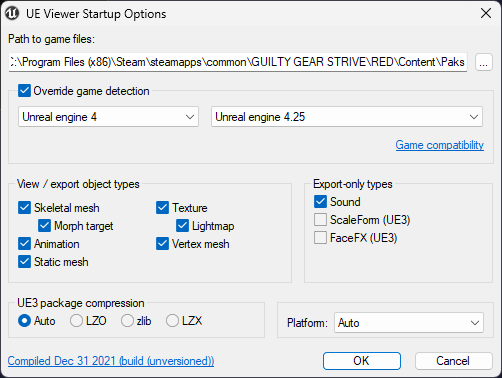 UE Viewer Startup Options
Path to game files:
C:\Program Files (x86)\Steam\steamapps\common\GUILTY GEAR STRIVE\RED\Content\Paks
...
Override game detection
Unreal engine 4
Unreal engine 4.25
Game compatibility
View / export object types
Skeletal mesh
Texture
Morph target
Lightmap
Animation
Vertex mesh
Static mesh
Export-only types
Sound
ScaleForm (UE3)
FaceFX (UE3)
UE3 package compression
Auto LZO zlib LZX
Platform: Auto
Compiled Dec 31 2021 (build (unversioned))
OK
Cancel